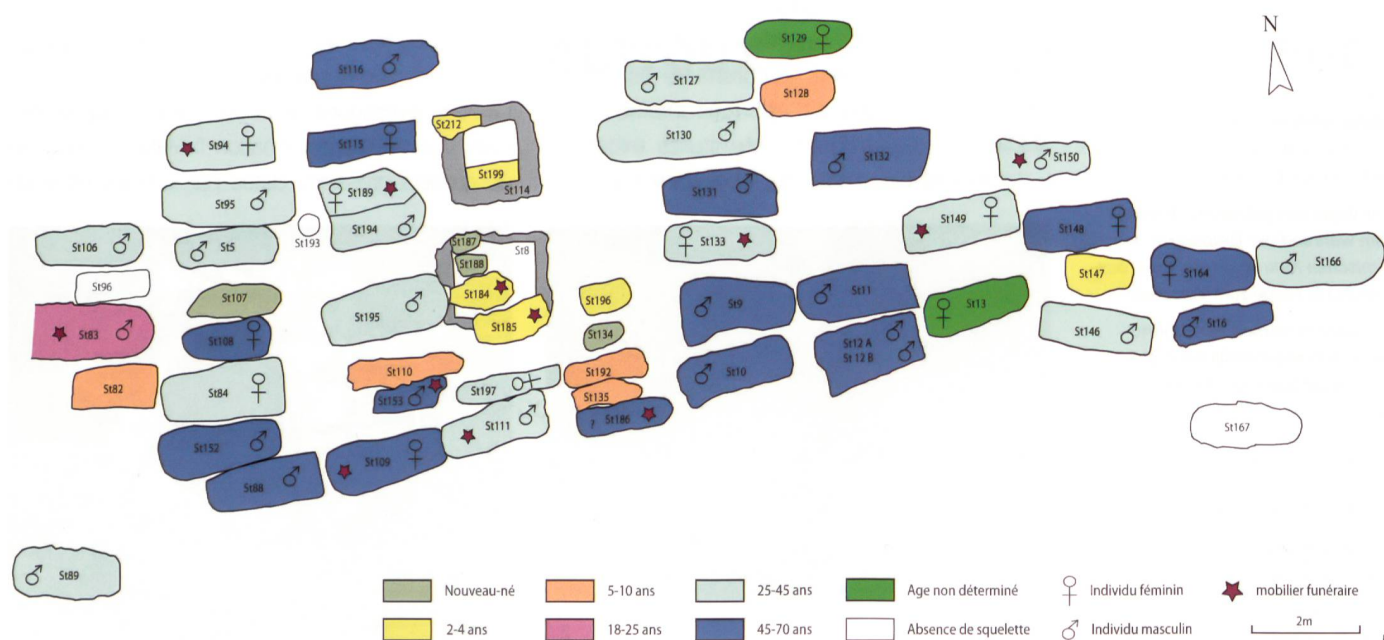 N
St129
St116
St127
St128
St212
St94
St115
St130
St132
St150
St199
St114
St189
St131
St95
St149
St148
St194
St193
St133
St106
St5
St187
St8
St188
St147
St164
St166
St96
St184
St196
St11
St13
St107
St9
St195
St185
St83
St108
St134
St12 A
St 12 B
St146
St16
St110
St192
St10
St82
St84
St153
St197
St135
St111
? St186
St167
St152
St109
St88
St89
Nouveau-né
5-10 ans
25-45 ans
Age non déterminé
Individu féminin
mobilier funéraire
2-4 ans
18-25 ans
45-70 ans
Absence de squelette
Individu masculin
2m